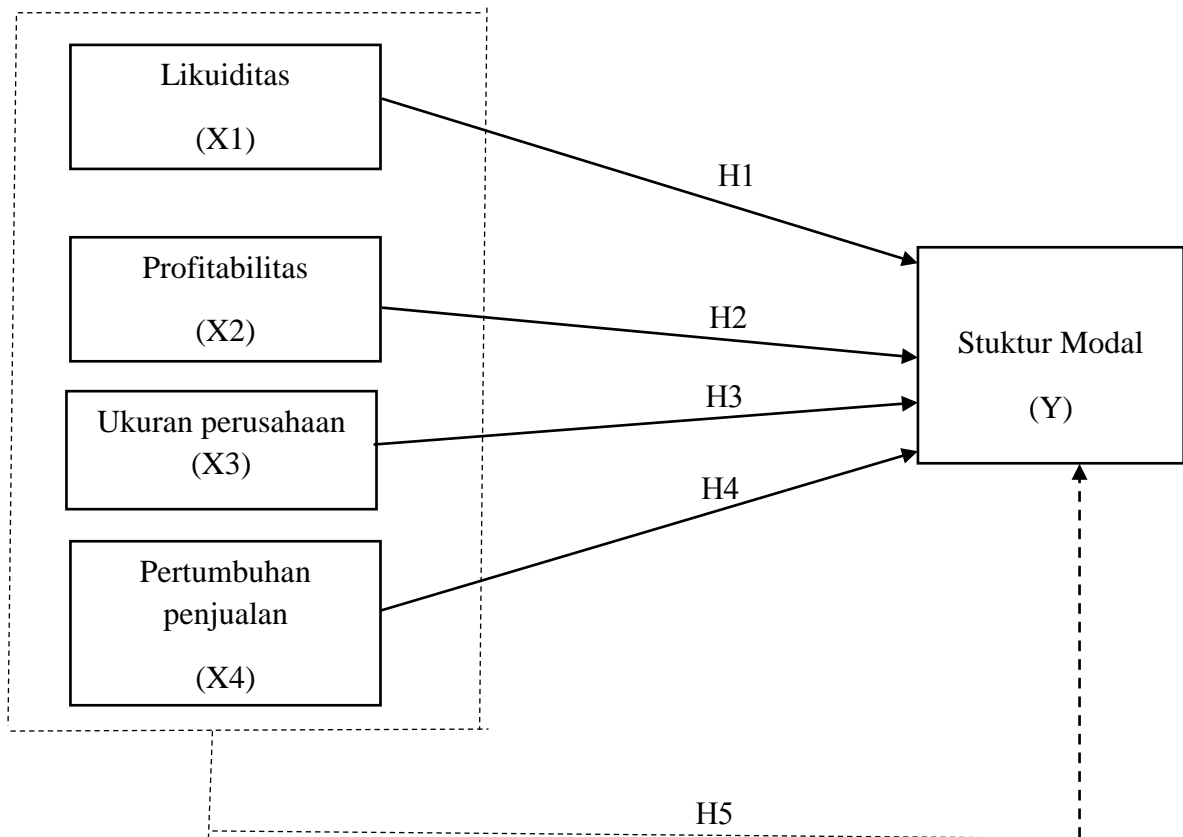 Likuiditas
(X1)
H1
Profitabilitas
(X2)
H2
Stuktur Modal
(Y)
Ukuran perusahaan
(X3)
H3
H4
Pertumbuhan
penjualan
(X4)
H5